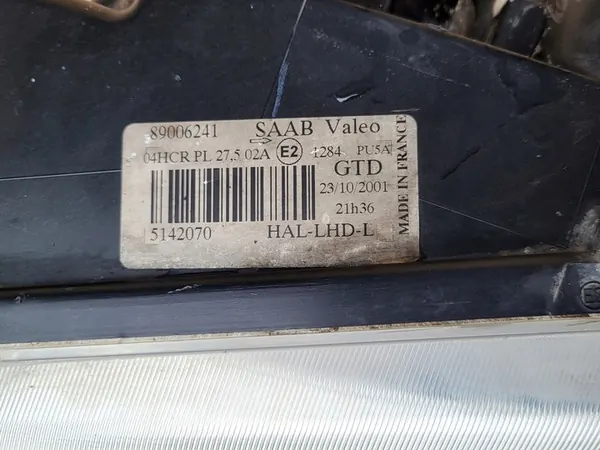 89006241 SAAB Valeo
04HCR PL 27,5 02A → E2 1284 PU5A
GTD
23/10/2001
21h36
5142070 HAL-LHD-L
MADE IN FRANCE